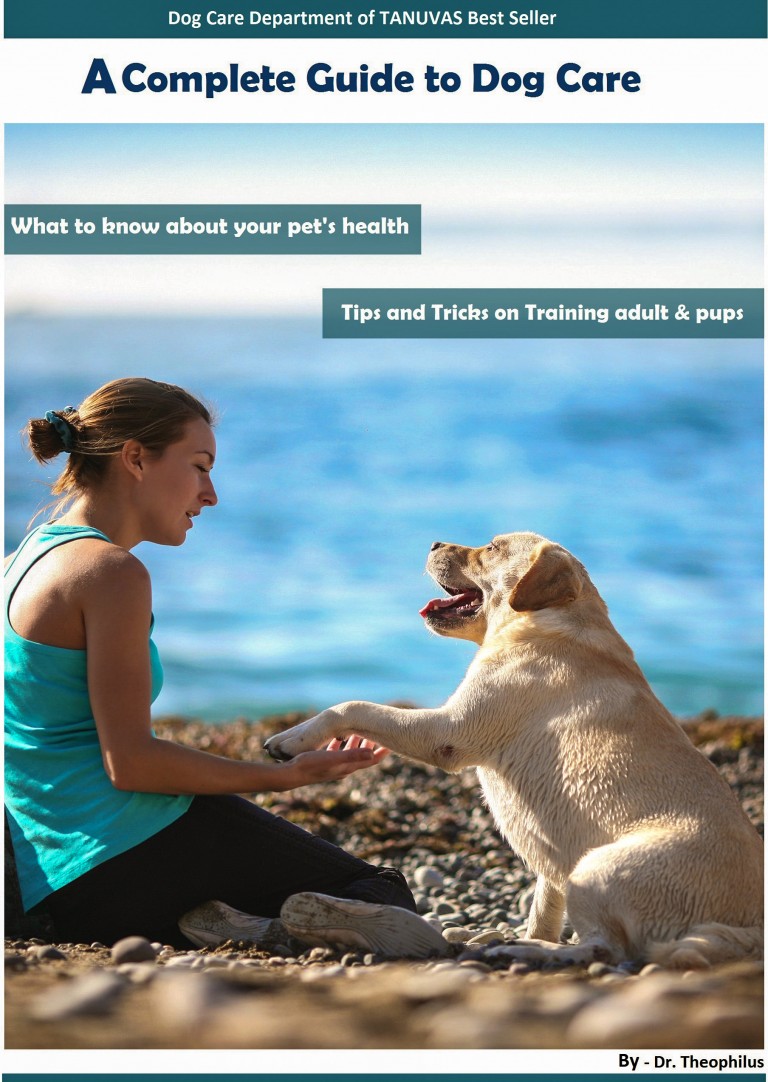 Dog Care Department of TANUVAS Best Seller
A Complete Guide to Dog Care
What to know about your pet's health
Tips and Tricks on Training adult & pups
By - Dr. Theophilus